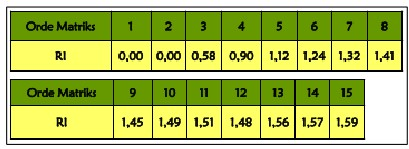 Orde Matriks 1 2 3 4 5 6 7 8
RI 0,00 0,00 0,58 0,90 1,12 1,24 1,32 1,41
Orde Matriks 9 10 11 12 13 14 15
RI 1,45 1,49 1,51 1,48 1,56 1,57 1,59